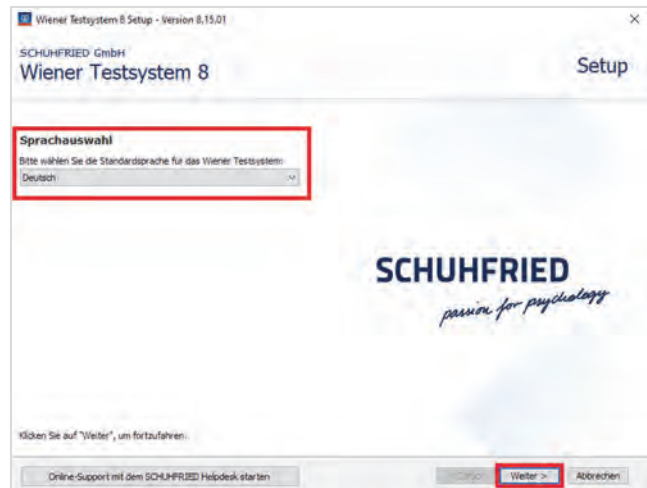 Wiener Testsystem 8 Setup - Version 8.15.01
SCHUHFRIED GmbH
Wiener Testsystem 8
Setup
Sprachauswahl
Bitte wählen Sie die Standardsprache für das Wiener Testsystem:
Deutsch
SCHUHFRIED
passion for psychology
Klicken Sie auf "Weiter", um fortzufahren.
Online-Support mit dem SCHUHFRIED Helpdesk starten
Weiter >
Abbrechen